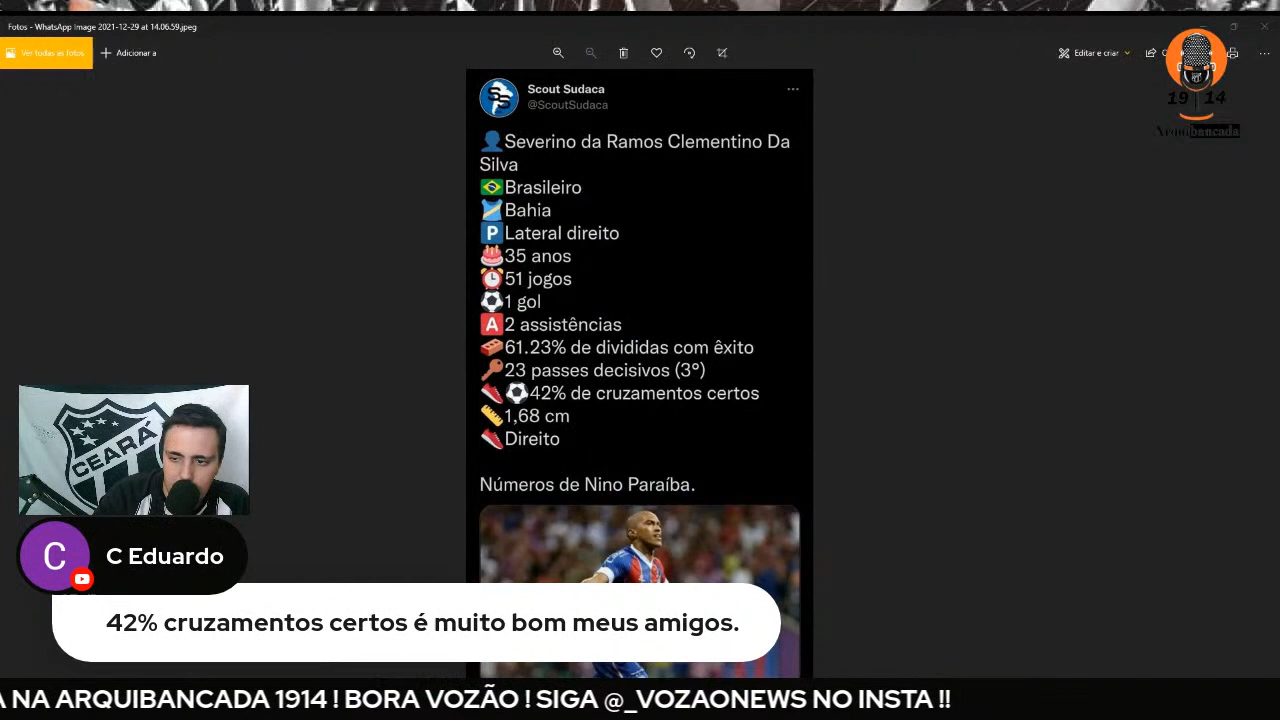 Fotos - WhatsApp Image 2021-12-29 at 14.06.59.jpeg
Ver todas as fotos
Adicionar a
Editar e criar
19 14
Arquibancada
Scout Sudaca
@ScoutSudaca
Severino da Ramos Clementino Da
Silva
Brasileiro
Bahia
P Lateral direito
35 anos
51 jogos
1 gol
A 2 assistências
61.23% de divididas com êxito
23 passes decisivos (3º)
42% de cruzamentos certos
1,68 cm
Direito
Números de Nino Paraíba.
CEARÁ
C
C Eduardo
42% cruzamentos certos é muito bom meus amigos.
A NA ARQUIBANCADA 1914 ! BORA VOZÃO ! SIGA @_VOZAONEWS NO INSTA !!